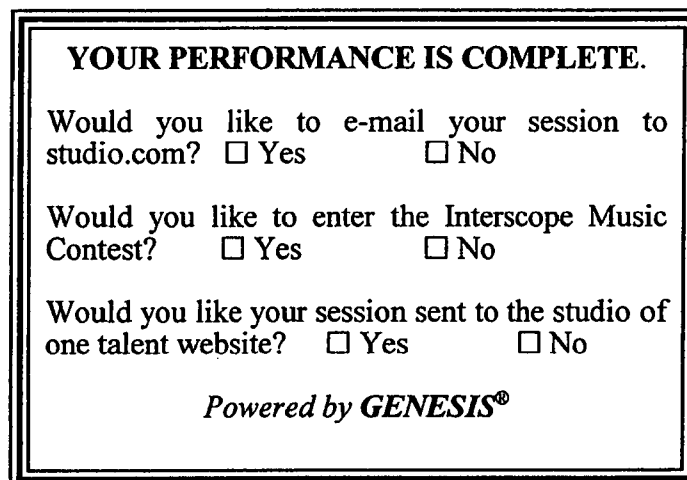 YOUR PERFORMANCE IS COMPLETE.
Would you like to e-mail your session to
studio.com? ☐ Yes ☐ No
Would you like to enter the Interscope Music
Contest? ☐ Yes ☐ No
Would you like your session sent to the studio of
one talent website? ☐ Yes ☐ No
Powered by GENESIS®